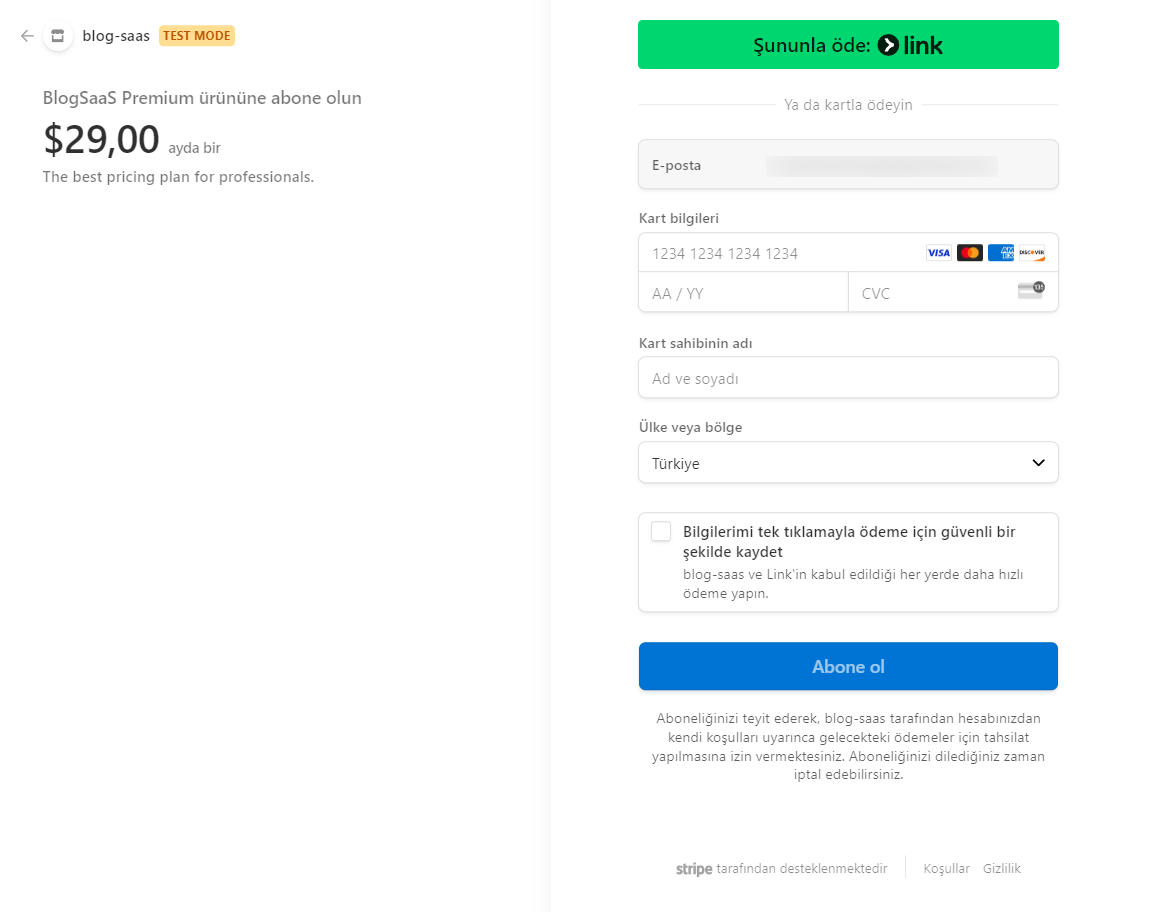 blog-saas TEST MODE
BlogSaaS Premium ürününe abone olun
$29,00 ayda bir
The best pricing plan for professionals.
Şununla öde: link
Ya da kartla ödeyin
E-posta
Kart bilgileri
1234 1234 1234 1234 VISA AMEX DISCOVER
AA / YY CVC 135
Kart sahibinin adı
Ad ve soyadı
Ülke veya bölge
Türkiye
Bilgilerimi tek tıklamayla ödeme için güvenli bir
şekilde kaydet
blog-saas ve Link'in kabul edildiği her yerde daha hızlı
ödeme yapın.
Abone ol
Aboneliğinizi teyit ederek, blog-saas tarafından hesabınızdan
kendi koşulları uyarınca gelecekteki ödemeler için tahsilat
yapılmasına izin vermektesiniz. Aboneliğinizi dilediğiniz zaman
iptal edebilirsiniz.
stripe tarafından desteklenmektedir Koşullar Gizlilik